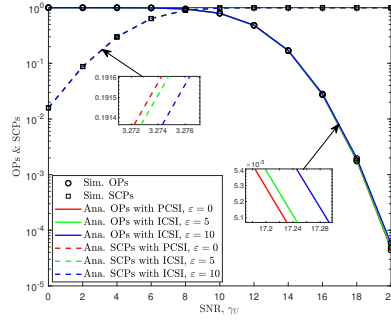 10^0
10^-1
10^-2
10^-3
10^-4
10^-5
OPs & SCPs
0.1916
0.1915
0.1914
3.272 3.274 3.276
×10^-3
5.4
5.3
5.2
5.1
17.2 17.24 17.28
Sim. OPs
Sim. SCPs
Ana. OPs with PCSI, ε = 0
Ana. OPs with ICSI, ε = 5
Ana. OPs with ICSI, ε = 10
Ana. SCPs with PCSI, ε = 0
Ana. SCPs with ICSI, ε = 5
Ana. SCPs with ICSI, ε = 10
0 2 4 6 8 10 12 14 16 18 20
SNR, γ_U